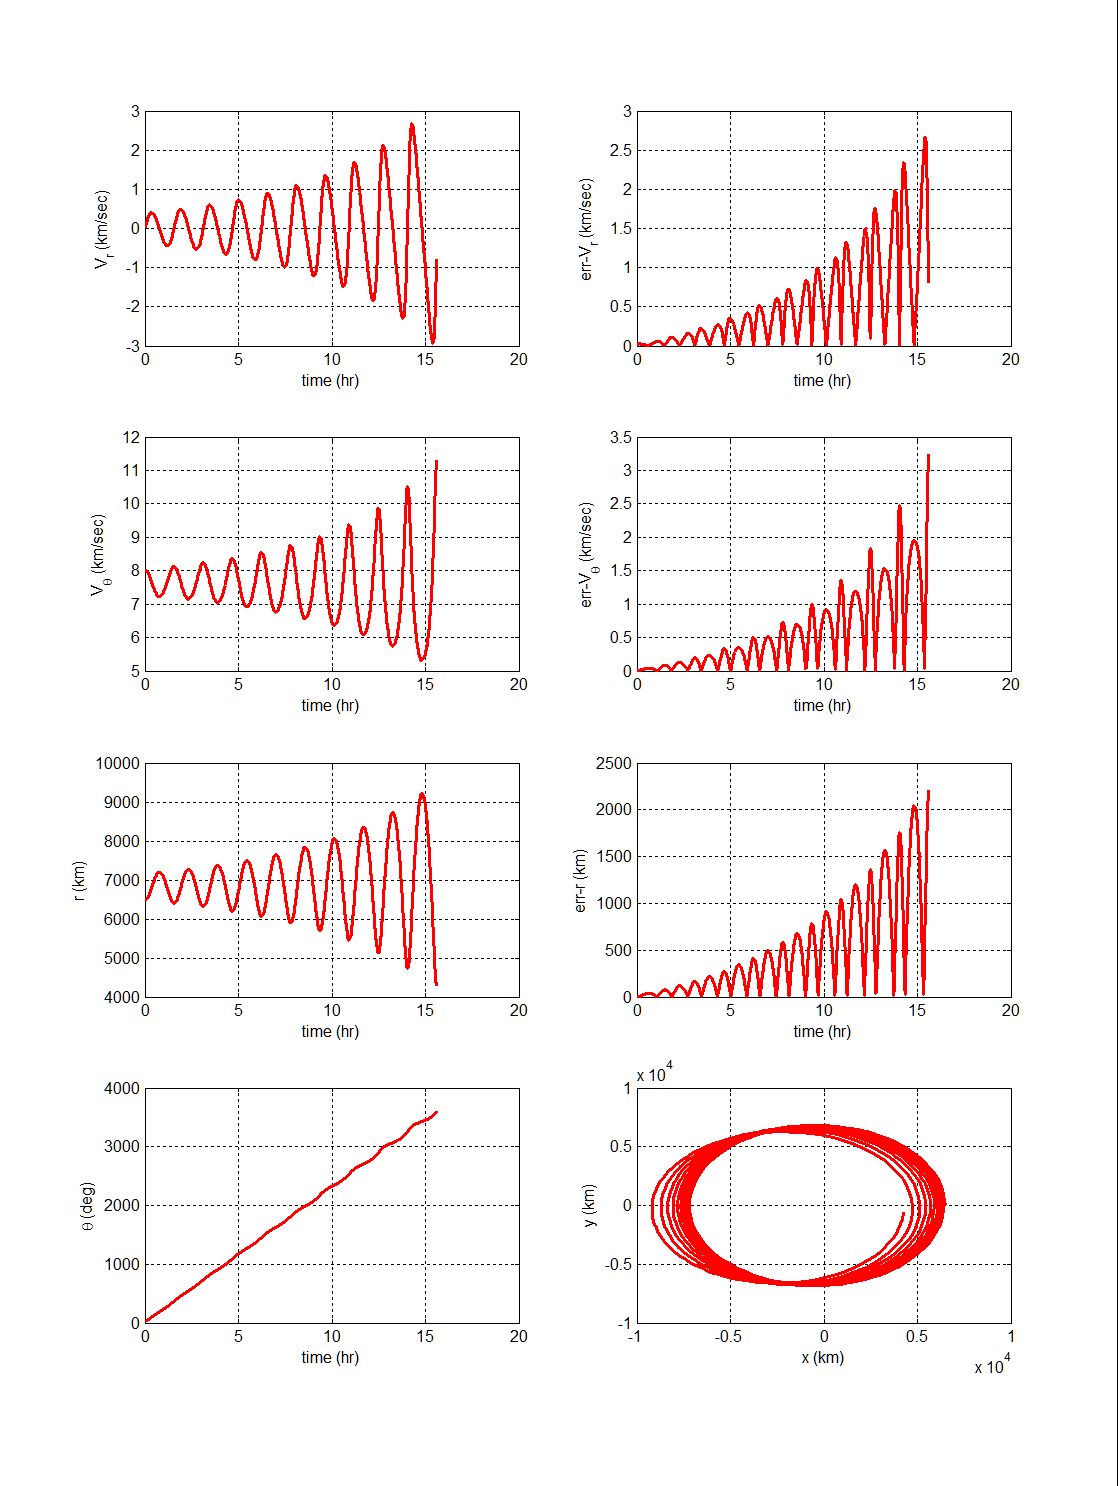 3
2
1
0
-1
-2
-3
0 5 10 15 20
time (hr)
V_r (km/sec)
3
2.5
2
1.5
1
0.5
0
0 5 10 15 20
time (hr)
err-V_r (km/sec)
12
11
10
9
8
7
6
5
0 5 10 15 20
time (hr)
V_θ (km/sec)
3.5
3
2.5
2
1.5
1
0.5
0
0 5 10 15 20
time (hr)
err-V_θ (km/sec)
10000
9000
8000
7000
6000
5000
4000
0 5 10 15 20
time (hr)
r (km)
2500
2000
1500
1000
500
0
0 5 10 15 20
time (hr)
err-r (km)
4000
3000
2000
1000
0
0 5 10 15 20
time (hr)
θ (deg)
x 10^4
1
0.5
0
-0.5
-1
-1 -0.5 0 0.5 1
x (km)
x 10^4
y (km)